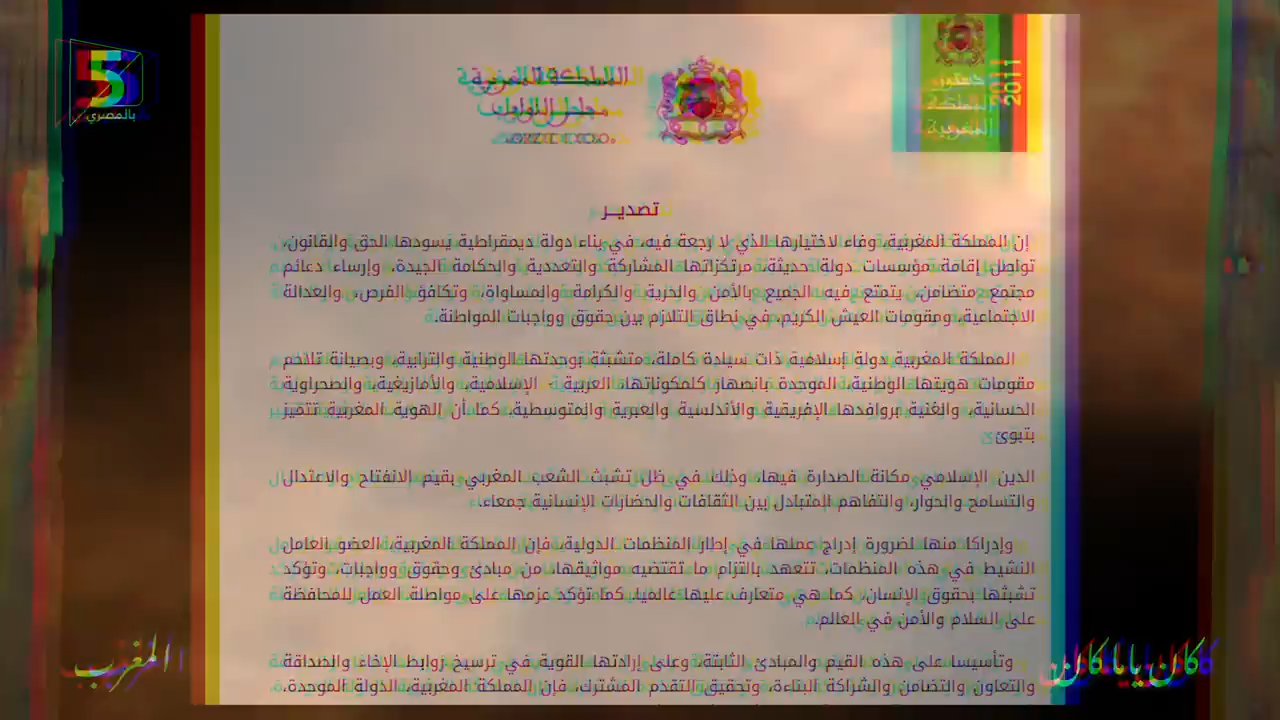 5
بالمصري
المملكة المغربية
مجلس النواب
دستور
المملكة
المغربية
2011
تصدير
إن المملكة المغربية، وفاء لاختيارها الذي لا رجعة فيه، في بناء دولة ديمقراطية يسودها الحق والقانون،
تواصل إقامة مؤسسات دولة حديثة، مرتكزاتها المشاركة والتعددية والحكامة الجيدة، وإرساء دعائم
مجتمع متضامن، يتمتع فيه الجميع بالأمن والحرية والكرامة والمساواة، وتكافؤ الفرص، والعدالة
الاجتماعية، ومقومات العيش الكريم، في نطاق التلازم بين حقوق وواجبات المواطنة.
المملكة المغربية دولة إسلامية ذات سيادة كاملة، متشبثة بوحدتها الوطنية والترابية، وبصيانة تلاحم
مقومات هويتها الوطنية، الموحدة بانصهار كل مكوناتها، العربية - الإسلامية، والأمازيغية، والصحراوية
الحسانية، والغنية بروافدها الإفريقية والأندلسية والعبرية والمتوسطية، كما أن الهوية المغربية تتميز
بتبوئ
الدين الإسلامي مكانة الصدارة فيها، وذلك في ظل تشبث الشعب المغربي بقيم الانفتاح والاعتدال
والتسامح والحوار، والتفاهم المتبادل بين الثقافات والحضارات الإنسانية جمعاء.
وإدراكا منها لضرورة إدراج عملها في إطار المنظمات الدولية، فإن المملكة المغربية، العضو العامل
النشيط في هذه المنظمات، تتعهد بالتزام ما تقتضيه مواثيقها، من مبادئ وحقوق وواجبات، وتؤكد
تشبثها بحقوق الإنسان، كما هي متعارف عليها عالميا، كما تؤكد عزمها على مواصلة العمل للمحافظة
على السلام والأمن في العالم.
وتأسيسا على هذه القيم والمبادئ الثابتة، وعلى إرادتها القوية في ترسيخ روابط الإخاء والصداقة
والتعاون والتضامن والشراكة البناءة، وتحقيق التقدم المشترك، فإن المملكة المغربية، الدولة الموحدة،
كان ياما كان
المغرب